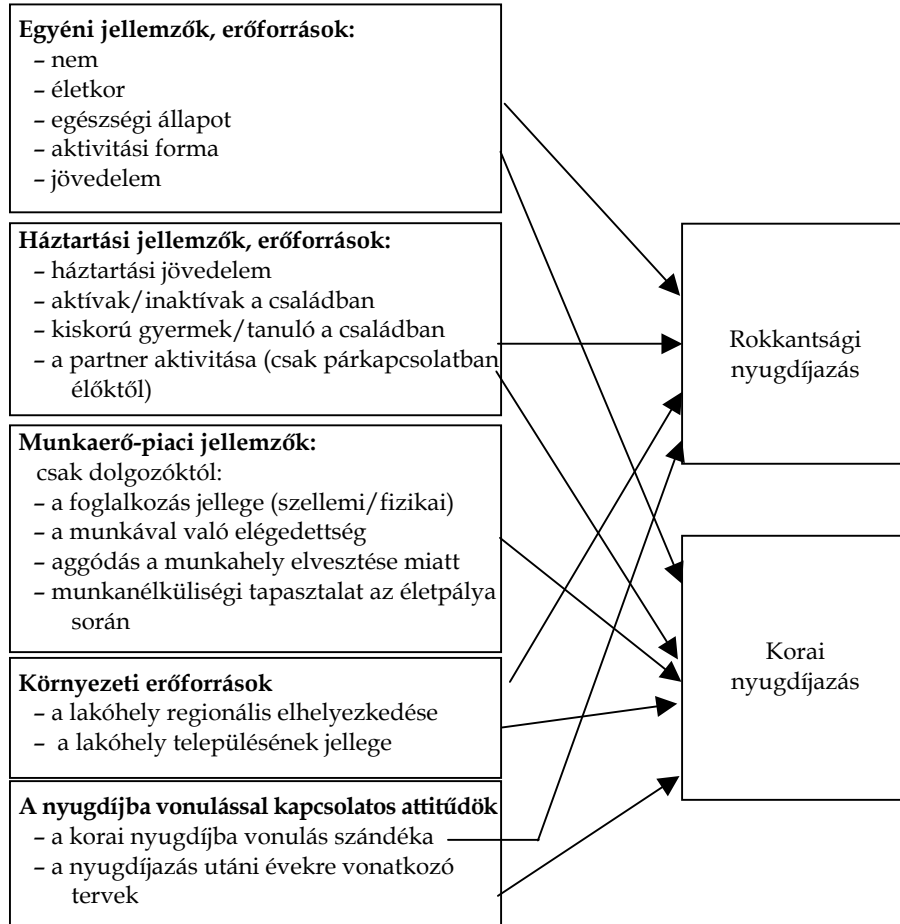 Egyéni jellemzők, erőforrások:
– nem
– életkor
– egészségi állapot
– aktivitási forma
– jövedelem
Háztartási jellemzők, erőforrások:
– háztartási jövedelem
– aktívak/inaktívak a családban
– kiskorú gyermek/tanuló a családban
– a partner aktivitása (csak párkapcsolatban
élőktől)
Munkaerő-piaci jellemzők:
csak dolgozóktól:
– a foglalkozás jellege (szellemi/fizikai)
– a munkával való elégedettség
– aggódás a munkahely elvesztése miatt
– munkanélküliségi tapasztalat az életpálya
során
Környezeti erőforrások
– a lakóhely regionális elhelyezkedése
– a lakóhely településének jellege
A nyugdíjba vonulással kapcsolatos attitűdök
– a korai nyugdíjba vonulás szándéka
– a nyugdíjazás utáni évekre vonatkozó
tervek
Rokkantsági
nyugdíjazás
Korai
nyugdíjazás